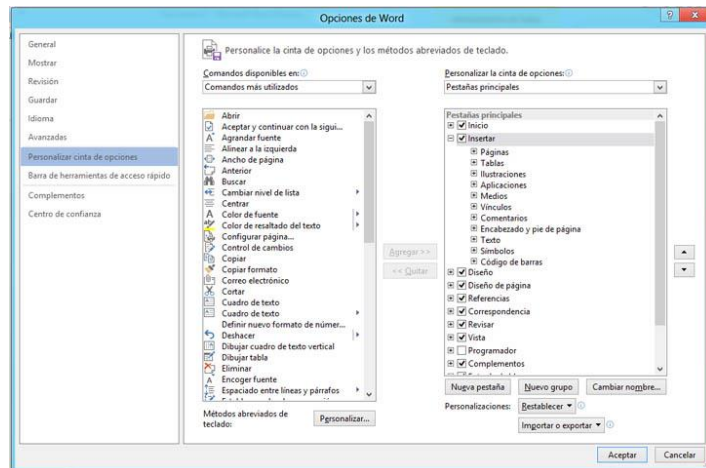 Opciones de Word
General
Mostrar
Revisión
Guardar
Idioma
Avanzadas
Personalizar cinta de opciones
Barra de herramientas de acceso rápido
Complementos
Centro de confianza
Personalice la cinta de opciones y los métodos abreviados de teclado.
Comandos disponibles en:
Comandos más utilizados
Abrir
Aceptar y continuar con la sigui...
Agrandar fuente
Alinear a la izquierda
Ancho de página
Anterior
Buscar
Cambiar nivel de lista
Centrar
Color de fuente
Color de resaltado del texto
Configurar página...
Control de cambios
Copiar
Copiar formato
Correo electrónico
Cortar
Cuadro de texto
Cuadro de texto
Definir nuevo formato de númer...
Deshacer
Dibujar cuadro de texto vertical
Dibujar tabla
Eliminar
Encoger fuente
Espaciado entre líneas y párrafos
Métodos abreviados de teclado:
Personalizar...
Agregar >>
<< Quitar
Personalizar la cinta de opciones:
Pestañas principales
Pestañas principales
Inicio
Insertar
Páginas
Tablas
Ilustraciones
Aplicaciones
Medios
Vínculos
Comentarios
Encabezado y pie de página
Texto
Símbolos
Código de barras
Diseño
Diseño de página
Referencias
Correspondencia
Revisar
Vista
Programador
Complementos
Nueva pestaña
Nuevo grupo
Cambiar nombre...
Personalizaciones:
Restablecer
Importar o exportar
Aceptar
Cancelar